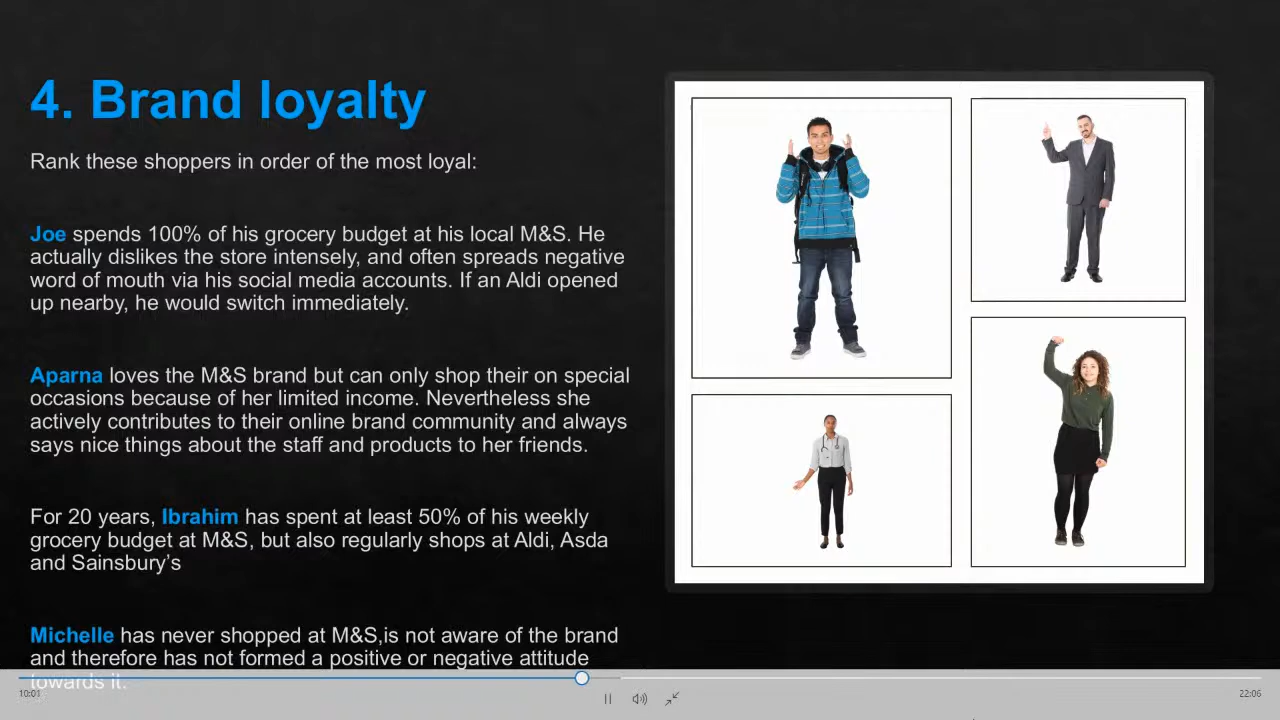 4. Brand loyalty
Rank these shoppers in order of the most loyal:
Joe spends 100% of his grocery budget at his local M&S. He
actually dislikes the store intensely, and often spreads negative
word of mouth via his social media accounts. If an Aldi opened
up nearby, he would switch immediately.
Aparna loves the M&S brand but can only shop their on special
occasions because of her limited income. Nevertheless she
actively contributes to their online brand community and always
says nice things about the staff and products to her friends.
For 20 years, Ibrahim has spent at least 50% of his weekly
grocery budget at M&S, but also regularly shops at Aldi, Asda
and Sainsbury’s
Michelle has never shopped at M&S,is not aware of the brand
and therefore has not formed a positive or negative attitude
towards it.
22:06